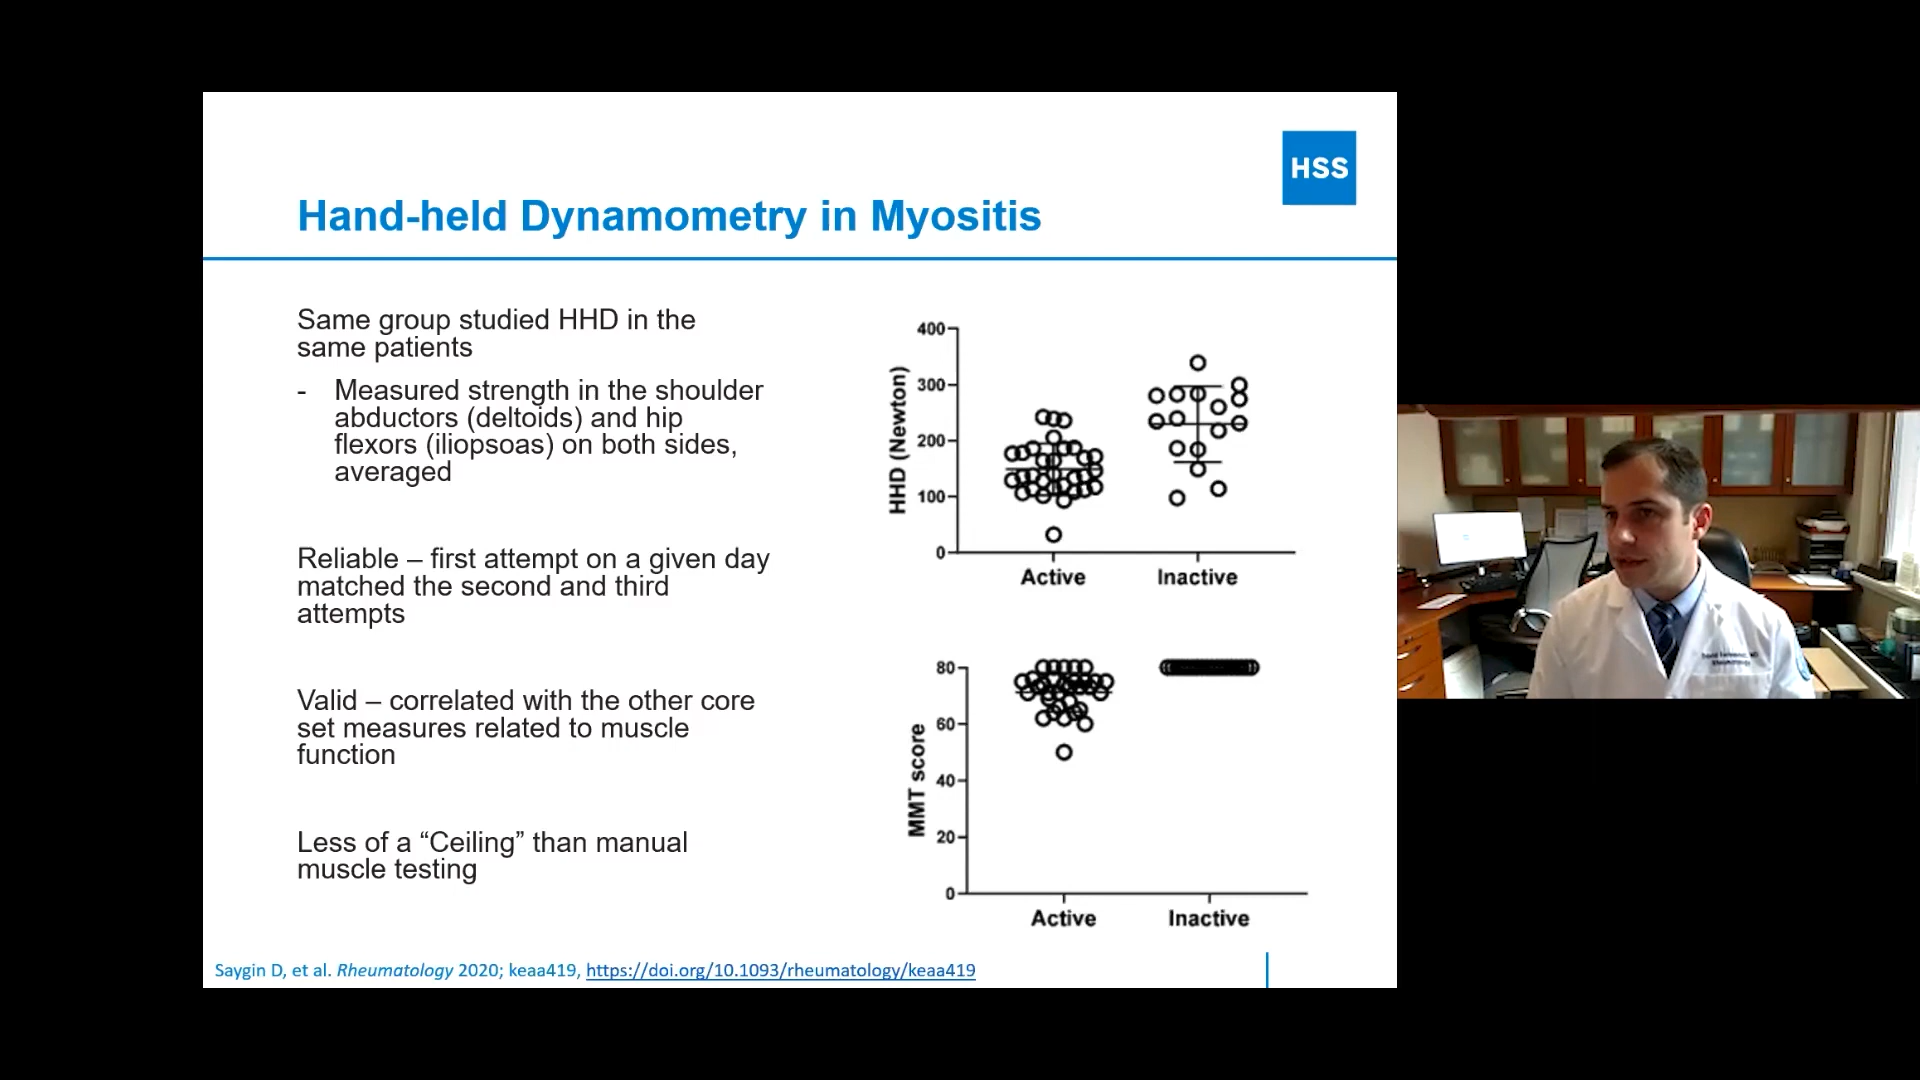 HSS
Hand-held Dynamometry in Myositis
Same group studied HHD in the
same patients
- Measured strength in the shoulder
abductors (deltoids) and hip
flexors (iliopsoas) on both sides,
averaged
Reliable – first attempt on a given day
matched the second and third
attempts
Valid – correlated with the other core
set measures related to muscle
function
Less of a “Ceiling” than manual
muscle testing
HHD (Newton)
400
300
200
100
0
Active Inactive
MMT score
80
60
40
20
0
Active Inactive
Saygin D, et al. Rheumatology 2020; keaa419, https://doi.org/10.1093/rheumatology/keaa419